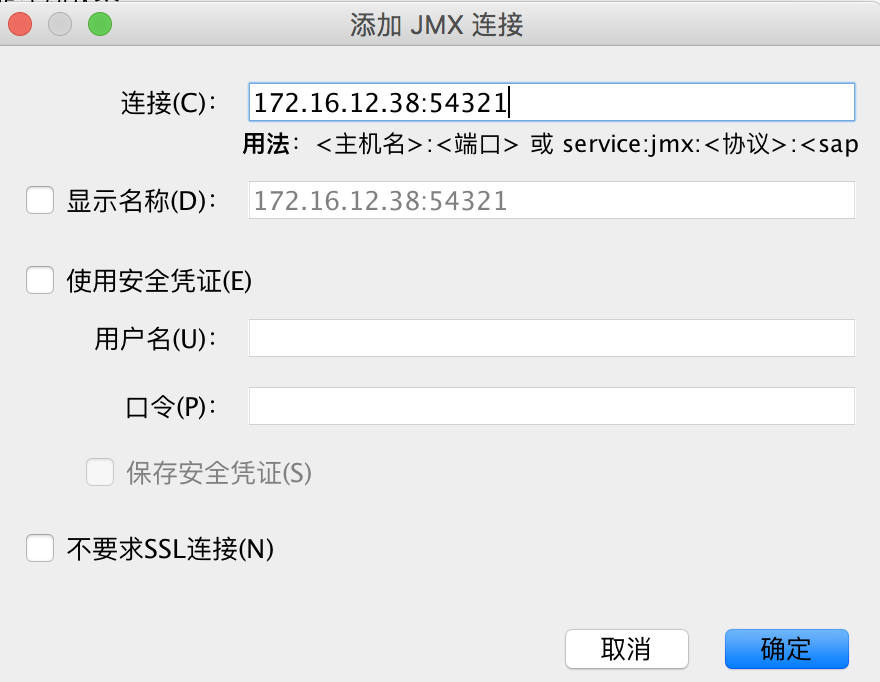 添加 JMX 连接
连接(C)： 172.16.12.38:54321
用法：<主机名>:<端口> 或 service:jmx:<协议>:<sap
显示名称(D)： 172.16.12.38:54321
使用安全凭证(E)
用户名(U)：
口令(P)：
保存安全凭证(S)
不要求SSL连接(N)
取消 确定